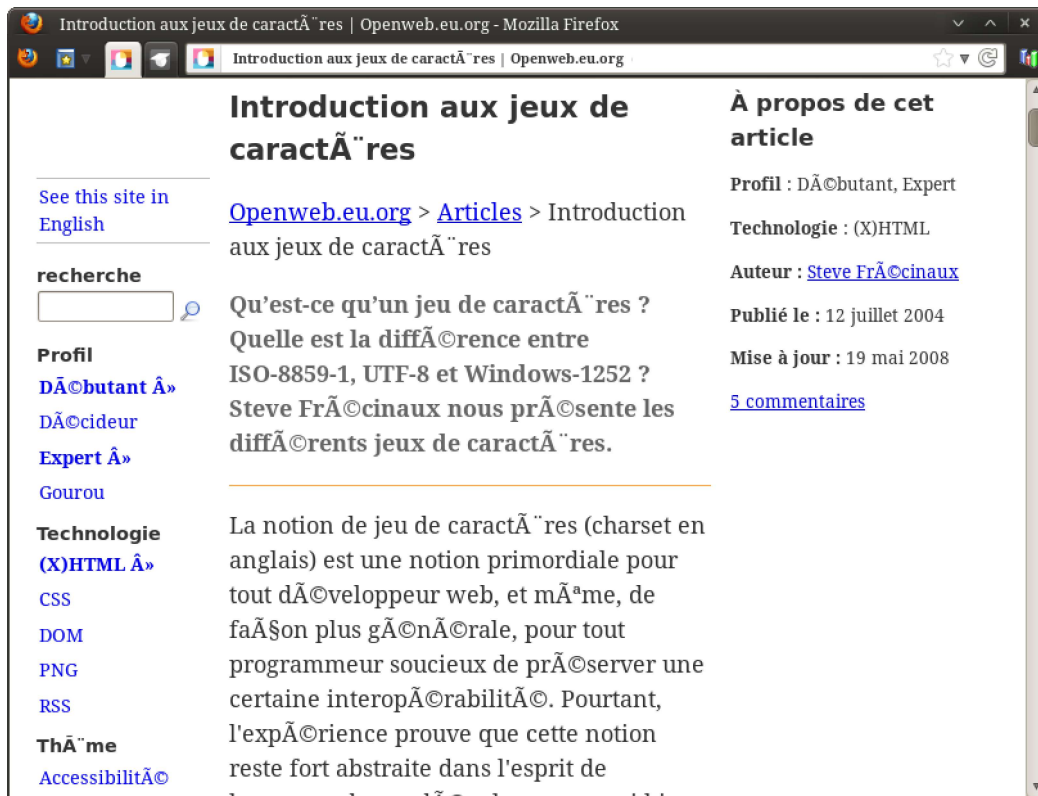 Introduction aux jeux de caractÃ¨res | Openweb.eu.org - Mozilla Firefox
Introduction aux jeux de caractÃ¨res | Openweb.eu.org
See this site in
English
recherche
Profil
DÃ©butant Â»
DÃ©cideur
Expert Â»
Gourou
Technologie
(X)HTML Â»
CSS
DOM
PNG
RSS
ThÃ¨me
AccessibilitÃ©
Introduction aux jeux de
caractÃ¨res
Openweb.eu.org > Articles > Introduction
aux jeux de caractÃ¨res
Qu’est-ce qu’un jeu de caractÃ¨res ?
Quelle est la diffÃ©rence entre
ISO-8859-1, UTF-8 et Windows-1252 ?
Steve FrÃ©cinaux nous prÃ©sente les
diffÃ©rents jeux de caractÃ¨res.
La notion de jeu de caractÃ¨res (charset en
anglais) est une notion primordiale pour
tout dÃ©veloppeur web, et mÃªme, de
faÃ§on plus gÃ©nÃ©rale, pour tout
programmeur soucieux de prÃ©server une
certaine interopÃ©rabilitÃ©. Pourtant,
l'expÃ©rience prouve que cette notion
reste fort abstraite dans l'esprit de
À propos de cet
article
Profil : DÃ©butant, Expert
Technologie : (X)HTML
Auteur : Steve FrÃ©cinaux
Publié le : 12 juillet 2004
Mise à jour : 19 mai 2008
5 commentaires